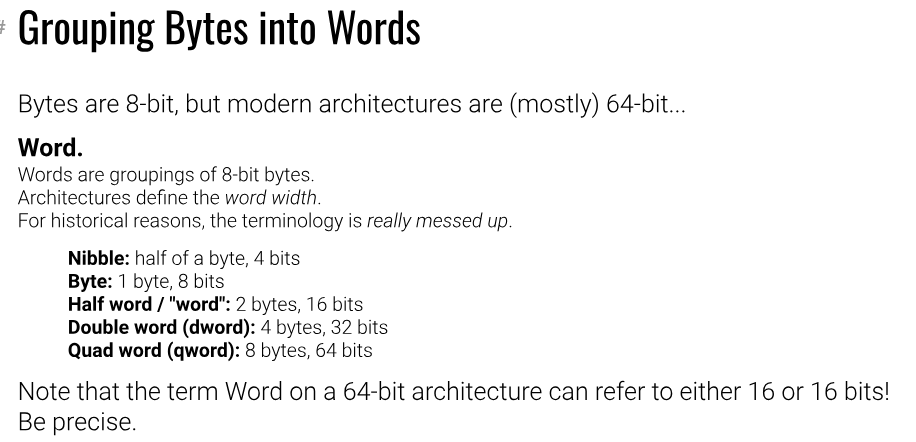 # Grouping Bytes into Words
Bytes are 8-bit, but modern architectures are (mostly) 64-bit...
Word.
Words are groupings of 8-bit bytes.
Architectures define the word width.
For historical reasons, the terminology is really messed up.
Nibble: half of a byte, 4 bits
Byte: 1 byte, 8 bits
Half word / "word": 2 bytes, 16 bits
Double word (dword): 4 bytes, 32 bits
Quad word (qword): 8 bytes, 64 bits
Note that the term Word on a 64-bit architecture can refer to either 16 or 16 bits!
Be precise.